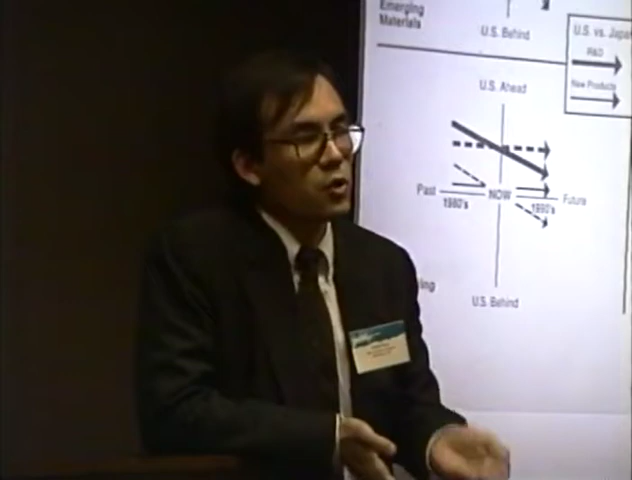 Emerging
Materials
U.S. Behind
U.S. vs. Japan
R&D
New Products
U.S. Ahead
Past
NOW
Future
1980's
1990's
U.S. Behind